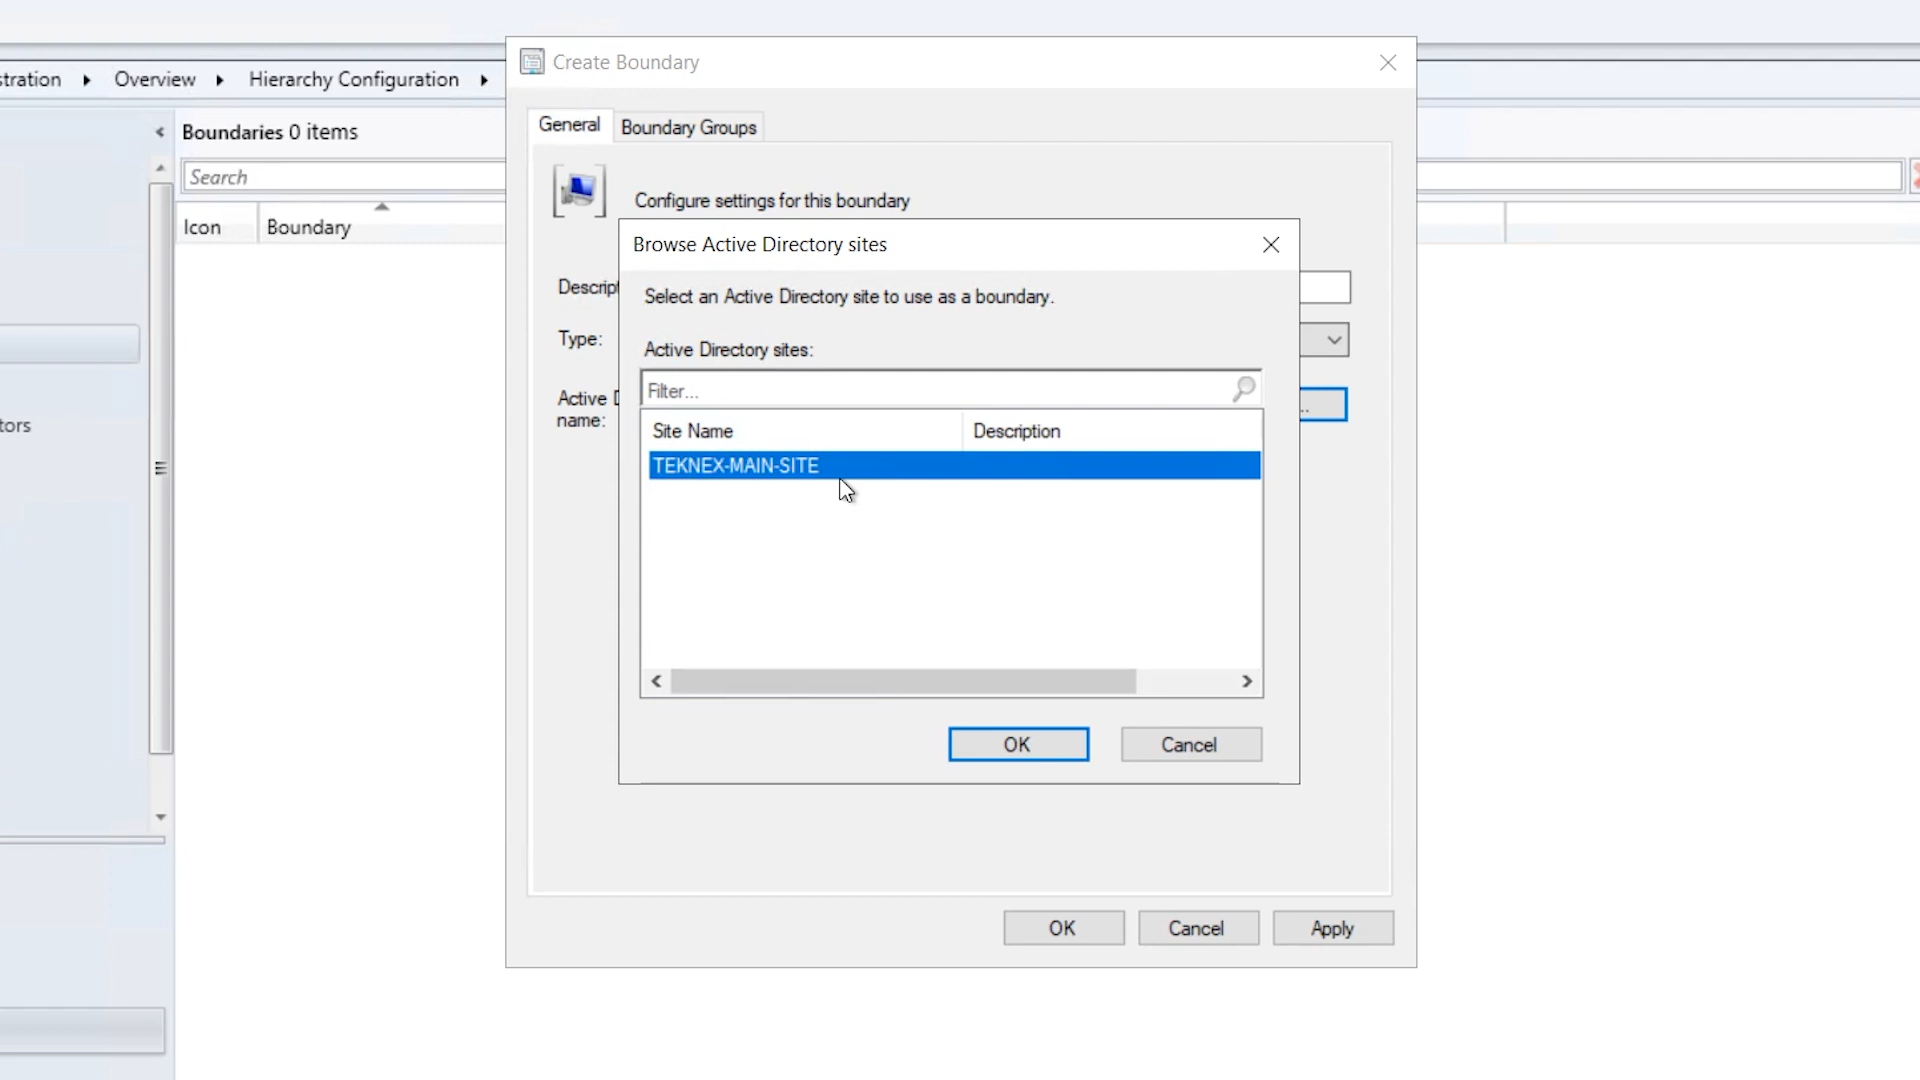 Create Boundary
stration Overview Hierarchy Configuration
Boundaries 0 items
General Boundary Groups
Search
Configure settings for this boundary
Icon Boundary
Browse Active Directory sites
Descript
Select an Active Directory site to use as a boundary.
Type:
Active Directory sites:
Active D
name:
Filter...
...
tors
Site Name Description
TEKNEX-MAIN-SITE
OK Cancel
OK Cancel Apply